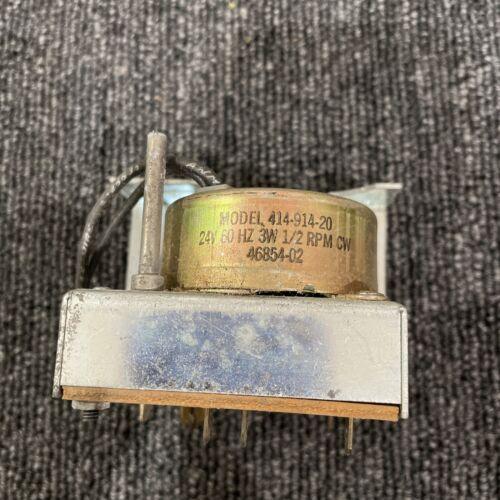 MODEL 414-914-20
24V 60 HZ 3W 1/2 RPM CW
46854-02